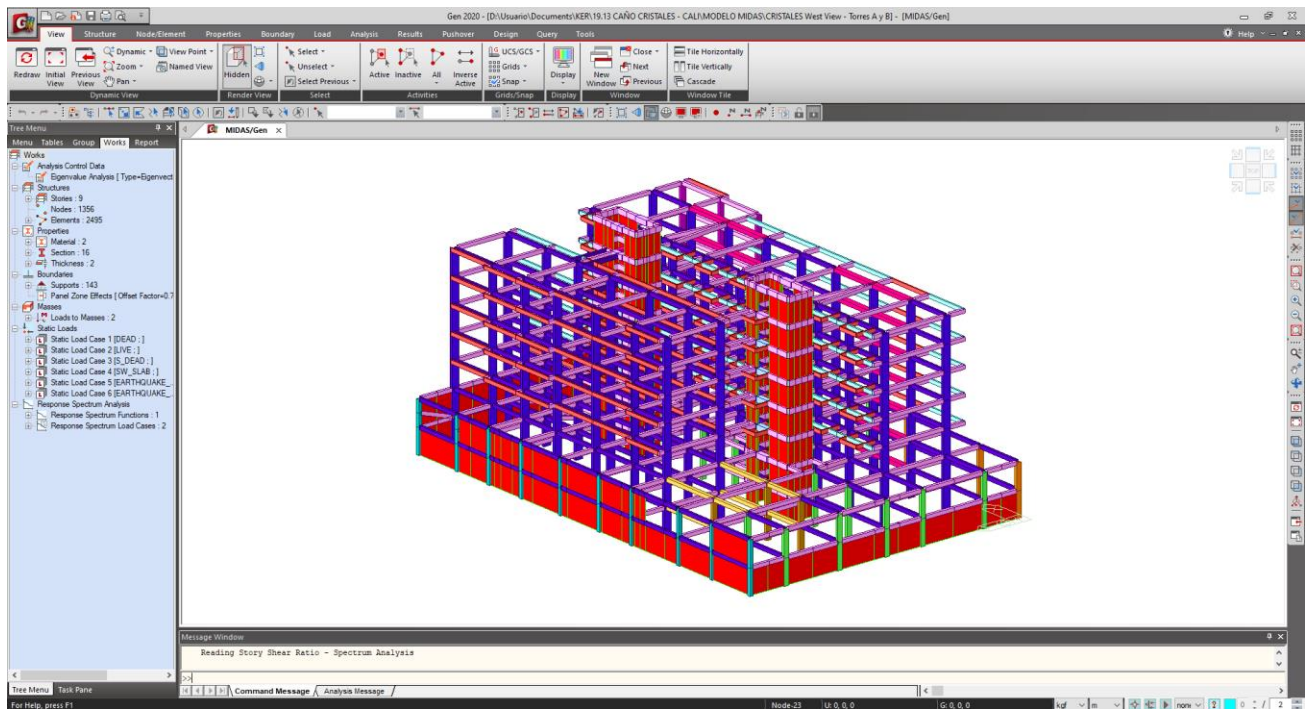 Gen 2020 - [D:\Usuario\Documents\KER\19.13 CAÑO CRISTALES - CALI\MODELO MIDAS\CRISTALES West View - Torres A y B] - [MIDAS/Gen]
View Structure Node/Element Properties Boundary Load Analysis Results Pushover Design Query Tools Help
Redraw Initial View Previous View Dynamic Zoom Pan View Point Named View
Hidden
Select Unselect Select Previous
Active Inactive All Inverse Active
UCS/GCS Grids Snap
Display
New Window Close Next Previous
Tile Horizontally Tile Vertically Cascade
Dynamic View Render View Select Activities Grids/Snap Display Window Window Tile
Tree Menu
MIDAS/Gen
Menu Tables Group Works Report
Works
Analysis Control Data
Eigenvalue Analysis [ Type=Eigenvect
Structures
Stories : 9
Nodes : 1356
Elements : 2495
Properties
Material : 2
Section : 16
Thickness : 2
Boundaries
Supports : 143
Panel Zone Effects [ Offset Factor=0.7
Masses
Loads to Masses : 2
Static Loads
Static Load Case 1 [DEAD ; ]
Static Load Case 2 [LIVE ; ]
Static Load Case 3 [S_DEAD ; ]
Static Load Case 4 [SW_SLAB ; ]
Static Load Case 5 [EARTHQUAKE_
Static Load Case 6 [EARTHQUAKE_
Response Spectrum Analysis
Response Spectrum Functions : 1
Response Spectrum Load Cases : 2
Message Window
Reading Story Shear Ratio - Spectrum Analysis
>>
Tree Menu Task Pane
Command Message Analysis Message
For Help, press F1
Node-23 U: 0, 0, 0 G: 0, 0, 0 kgf m non 0 / 2